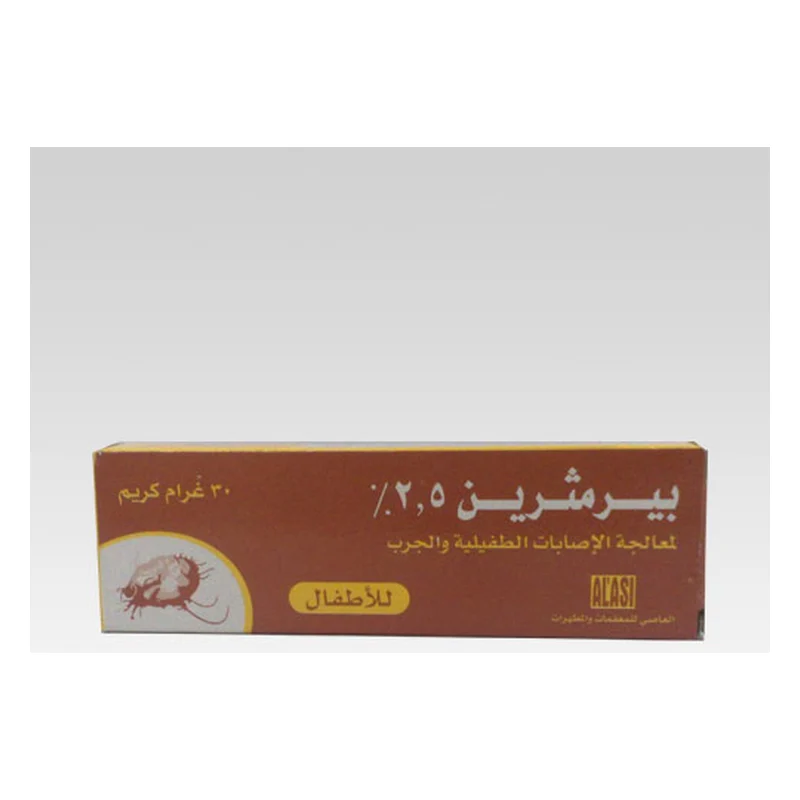 بيرمثرين ٢,٥٪
٣٠ غرام كريم
لمعالجة الإصابات الطفيلية والجرب
للأطفال
AL'ASI
العاصي للمعقمات والمطهرات